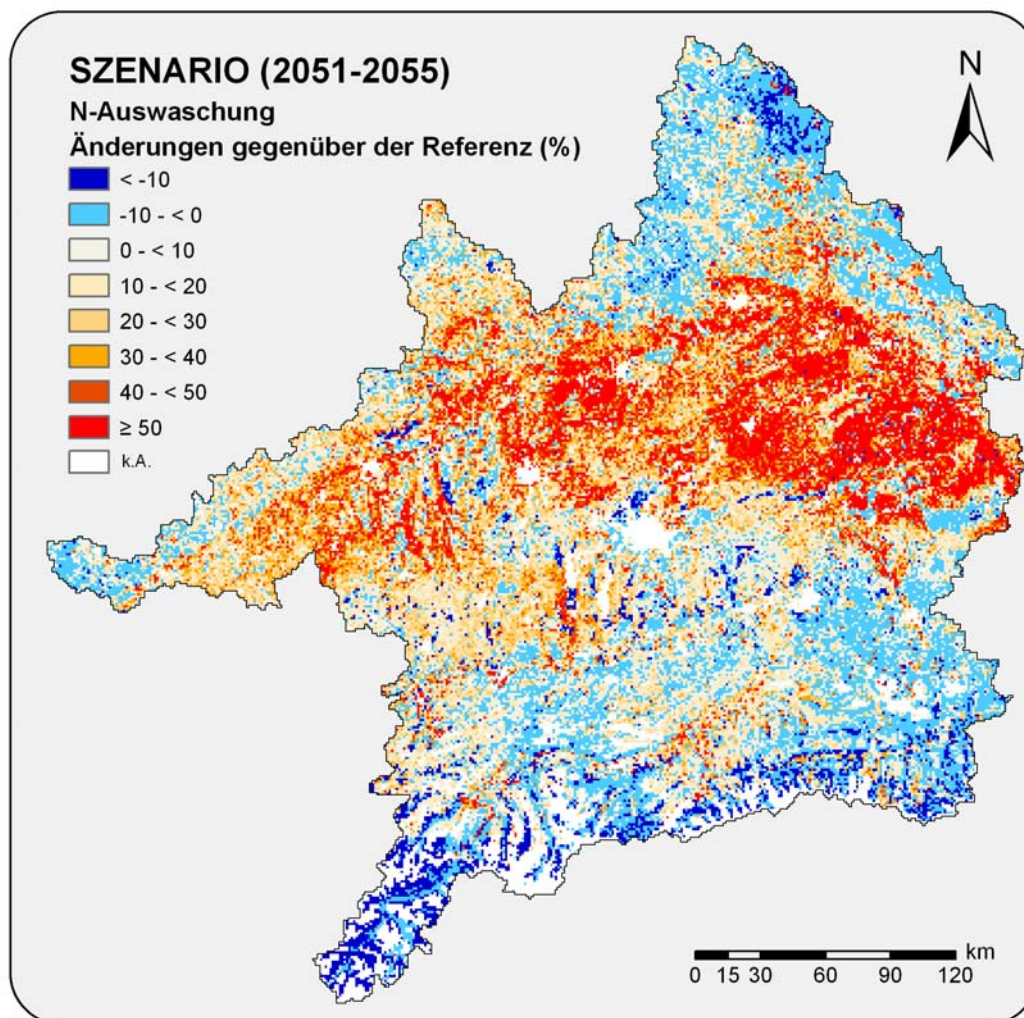 SZENARIO (2051-2055)
N-Auswaschung
Änderungen gegenüber der Referenz (%)
< -10
-10 - < 0
0 - < 10
10 - < 20
20 - < 30
30 - < 40
40 - < 50
≥ 50
k.A.
N
km
0 15 30 60 90 120